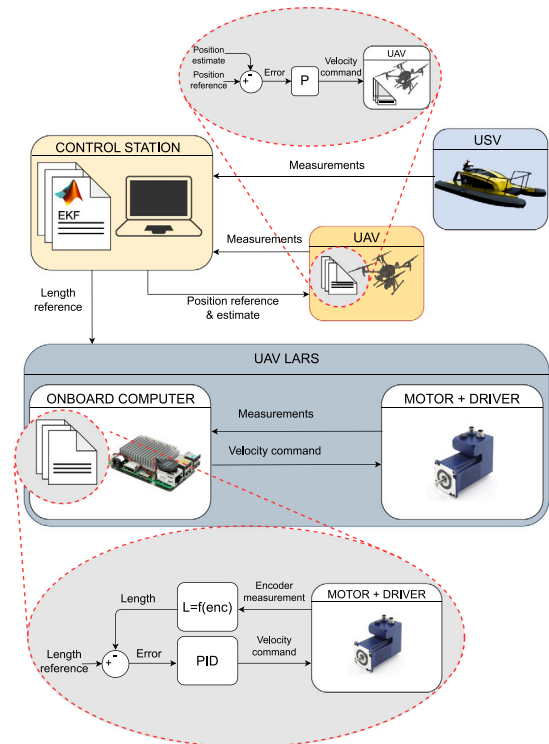 Position
estimate
Position
reference
+
-
Error
P
Velocity
command
UAV
CONTROL STATION
EKF
Measurements
USV
Measurements
UAV
Length
reference
Position reference
& estimate
UAV LARS
ONBOARD COMPUTER
MOTOR + DRIVER
Measurements
Velocity command
Length
L=f(enc)
Encoder
measurement
MOTOR + DRIVER
Length
reference
+
-
Error
PID
Velocity
command